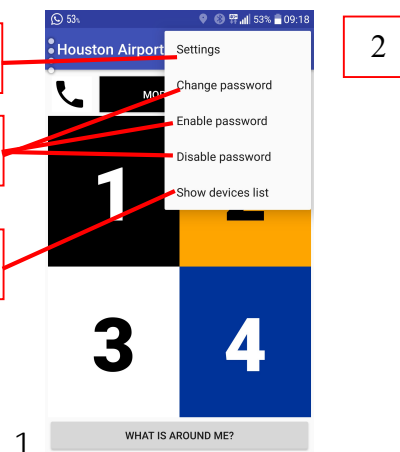 53% 53% 09:18
Houston Airport
Settings
2
Change password
MOR
Enable password
Disable password
1
Show devices list
3
4
1
WHAT IS AROUND ME?